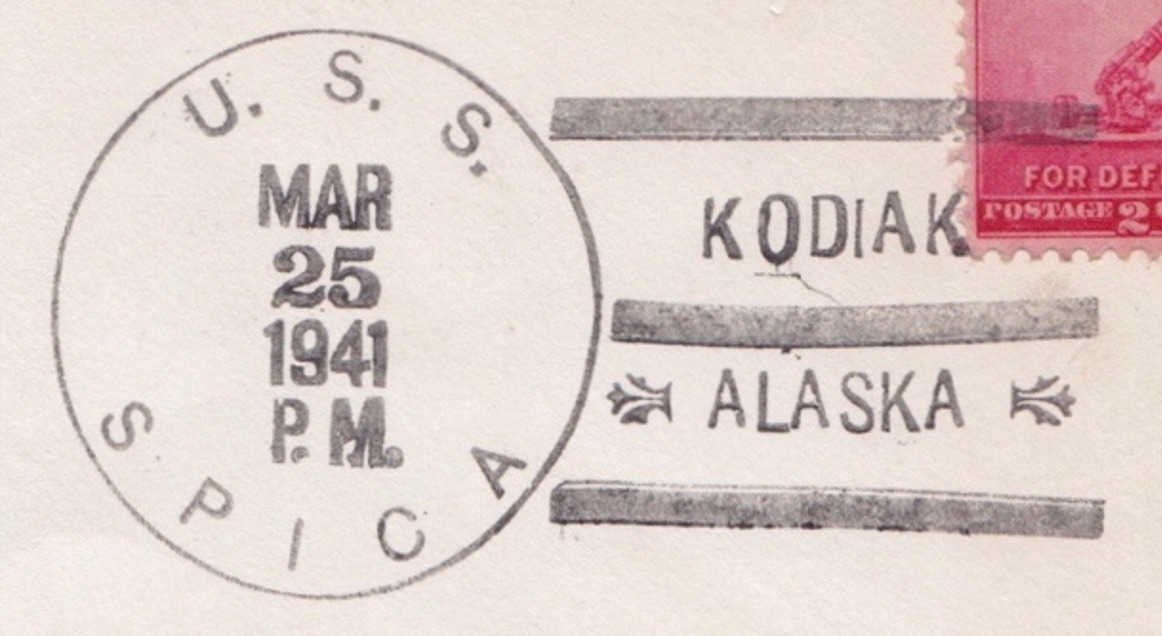 U. S. S.
MAR
25
1941
P. M.
SPICA
KODIAK
ALASKA
FOR DEF
POSTAGE 2